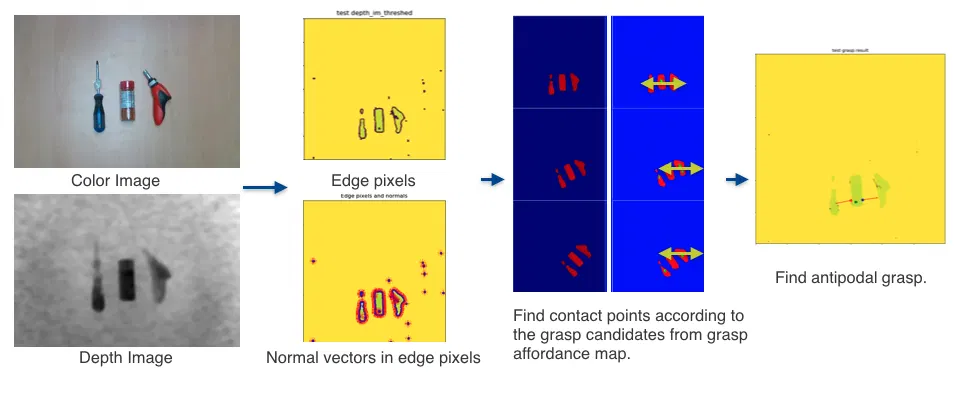 Color Image
Depth Image
test depth_im_threshed
Edge pixels
Edge pixels and normals
Normal vectors in edge pixels
Find contact points according to
the grasp candidates from grasp
affordance map.
test grasp result
Find antipodal grasp.